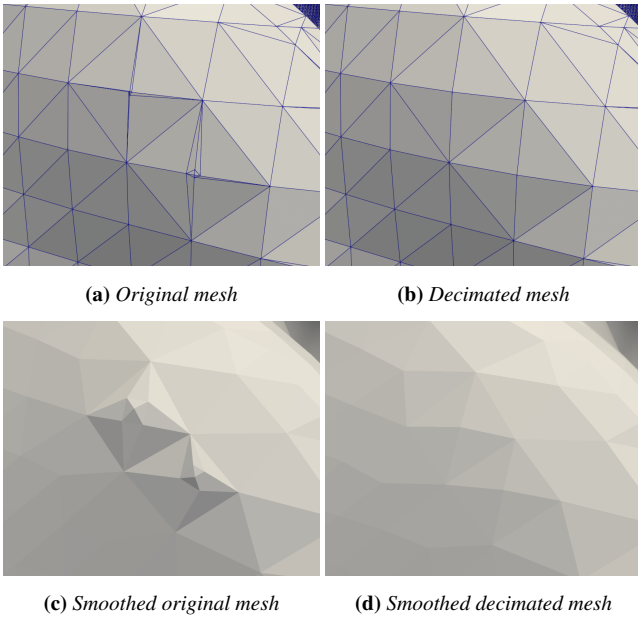 (a) Original mesh
(b) Decimated mesh
(c) Smoothed original mesh
(d) Smoothed decimated mesh